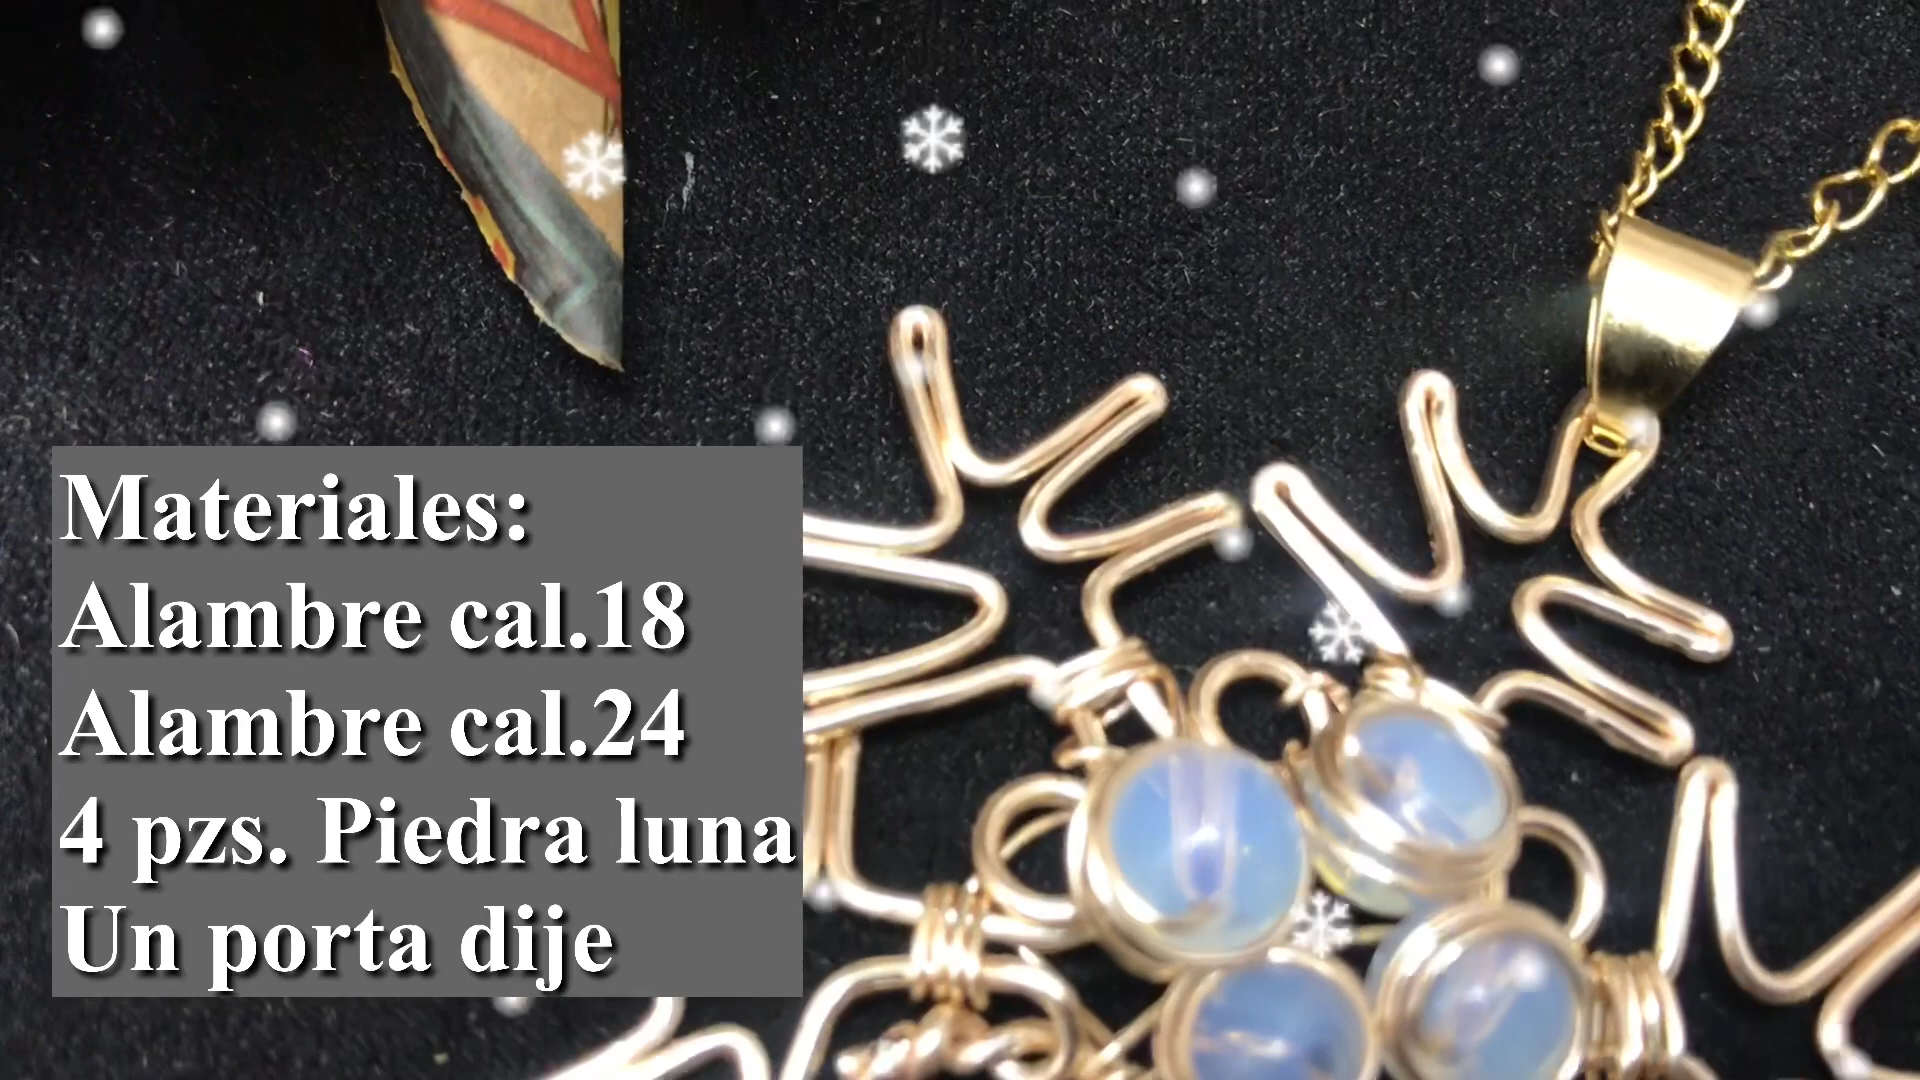 Materiales:
Alambre cal.18
Alambre cal.24
4 pzs. Piedra luna
Un porta dije